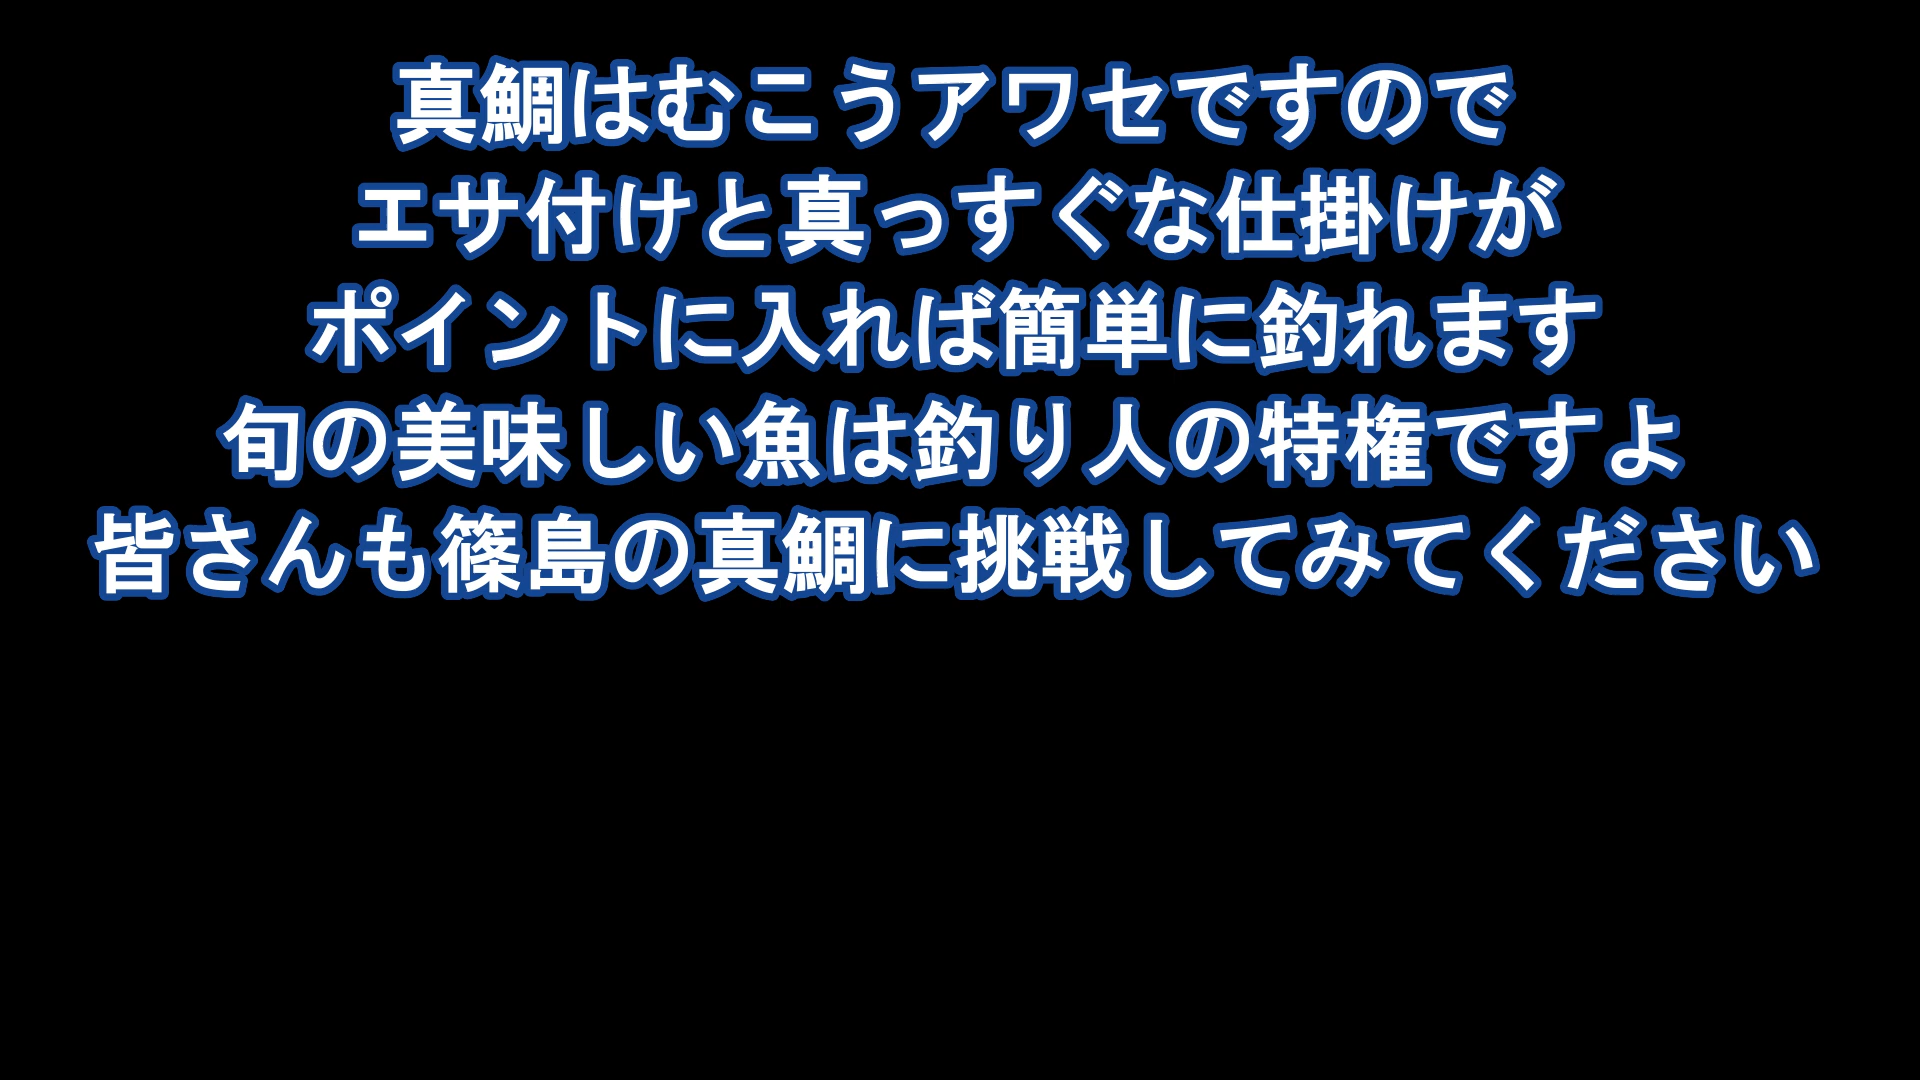 真鯛はむこうアワセですので
エサ付けと真っすぐな仕掛けが
ポイントに入れば簡単に釣れます
旬の美味しい魚は釣り人の特権ですよ
皆さんも篠島の真鯛に挑戦してみてください